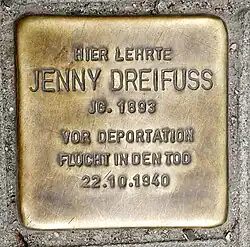 HIER LEHRTE
JENNY DREIFUSS
JG. 1893
VOR DEPORTATION
FLUCHT IN DEN TOD
22.10.1940